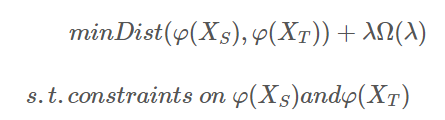 minDist(φ(X_S), φ(X_T)) + λΩ(λ)
s.t.constraints on φ(X_S)andφ(X_T)